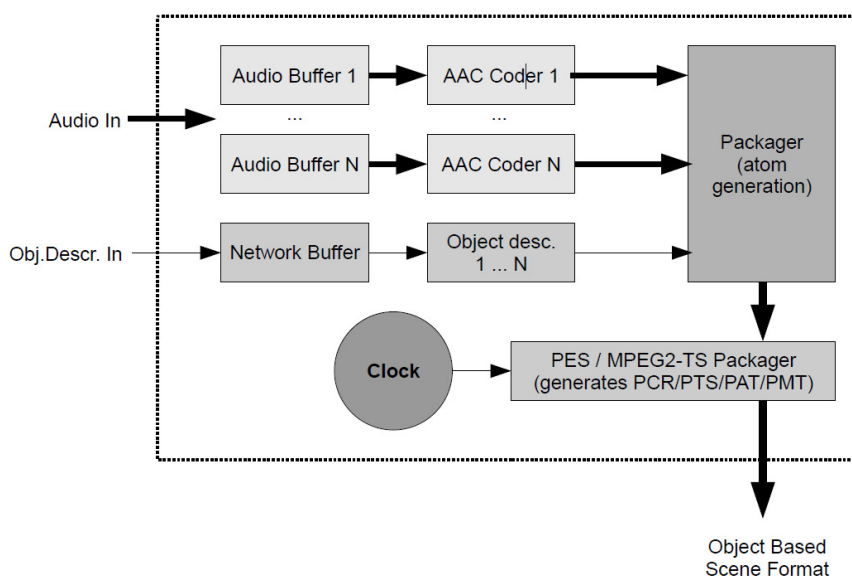 Audio Buffer 1
AAC Coder 1
...
...
Audio In
Audio Buffer N
AAC Coder N
Packager
(atom
generation)
Obj.Descr. In
Network Buffer
Object desc.
1 ... N
Clock
PES / MPEG2-TS Packager
(generates PCR/PTS/PAT/PMT)
Object Based
Scene Format